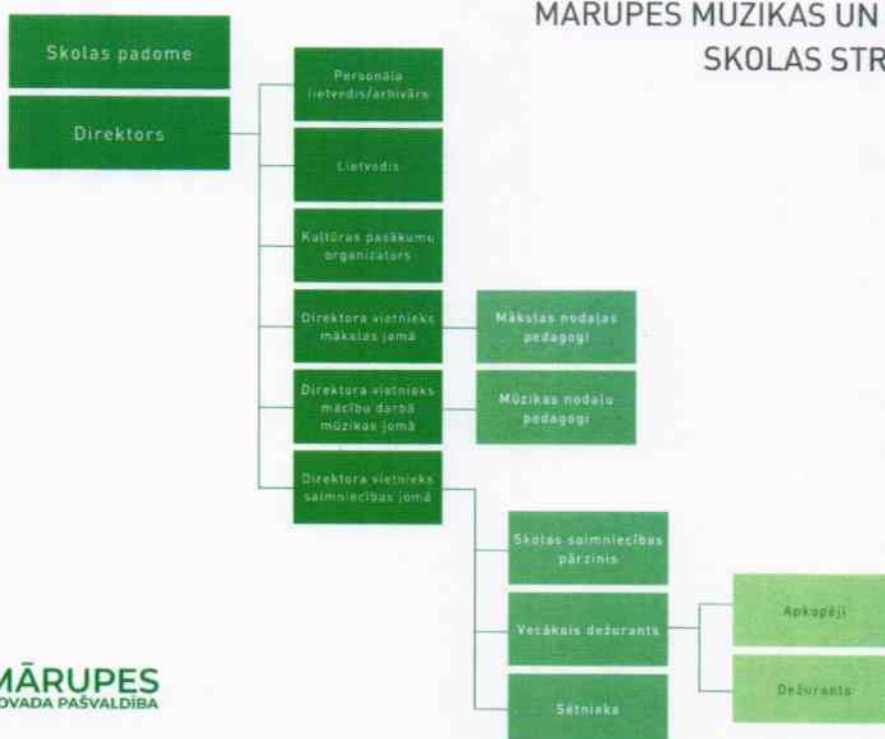 MĀRUPES MŪZIKAS UN
SKOLAS STR
Skolas padome
Direktors
Personāla
lietvedis/arhivārs
Lietvedis
Kultūras pasākumu
organizators
Direktora vietnieks
mākslas jomā
Mākslas nodaļas
pedagogi
Direktora vietnieks
mācību darbā
mūzikas jomā
Mūzikas nodaļu
pedagogi
Direktora vietnieks
saimniecības jomā
Skolas saimniecības
pārzinis
Vecākais dežurants
Sētnieks
Apkopēji
Dežurants
MĀRUPES
NOVADA PAŠVALDĪBA